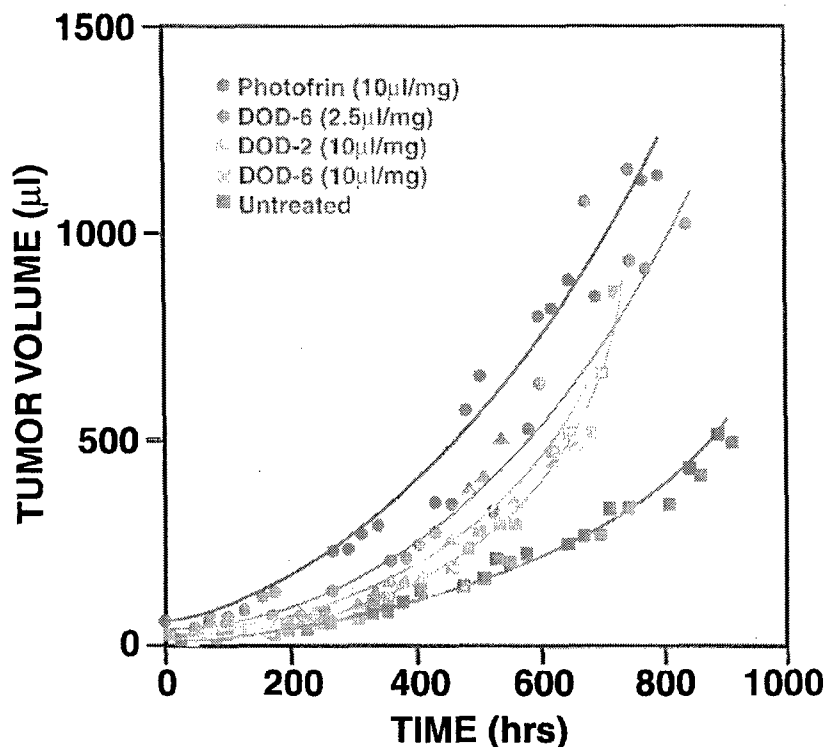 1500
Photofrin (10µl/mg)
DOD-6 (2.5µl/mg)
DOD-2 (10µl/mg)
DOD-6 (10µl/mg)
Untreated
1000
500
0
TUMOR VOLUME (µl)
0 200 400 600 800 1000
TIME (hrs)